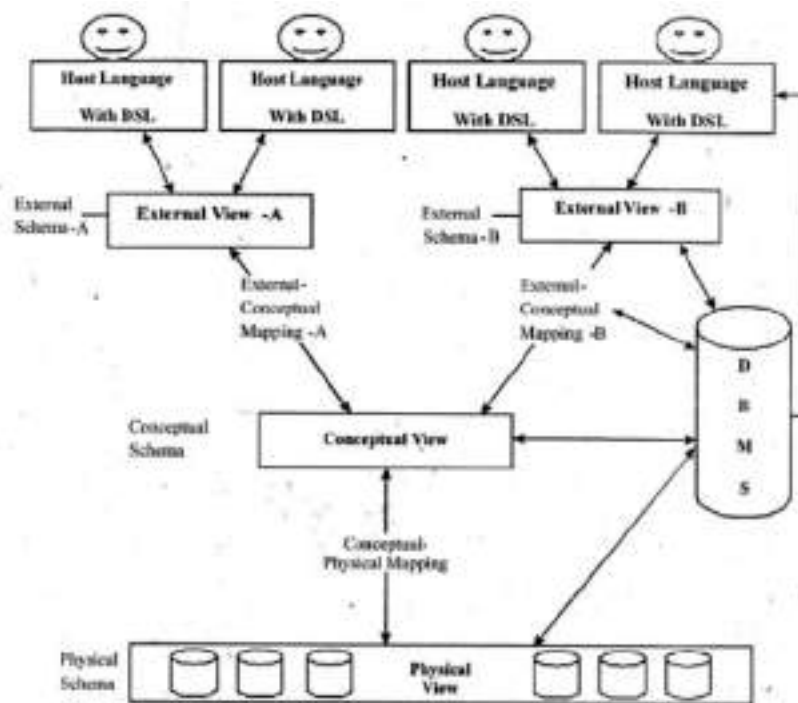 Host Language
With DSL
Host Language
With DSL
Host Language
With DSL
Host Language
With DSL
External
Schema-A
External View -A
External
Schema-B
External View -B
External-
Conceptual
Mapping -A
External-
Conceptual
Mapping -B
D
B
M
S
Conceptual
Schema
Conceptual View
Conceptual-
Physical Mapping
Physical
Schema
Physical
View